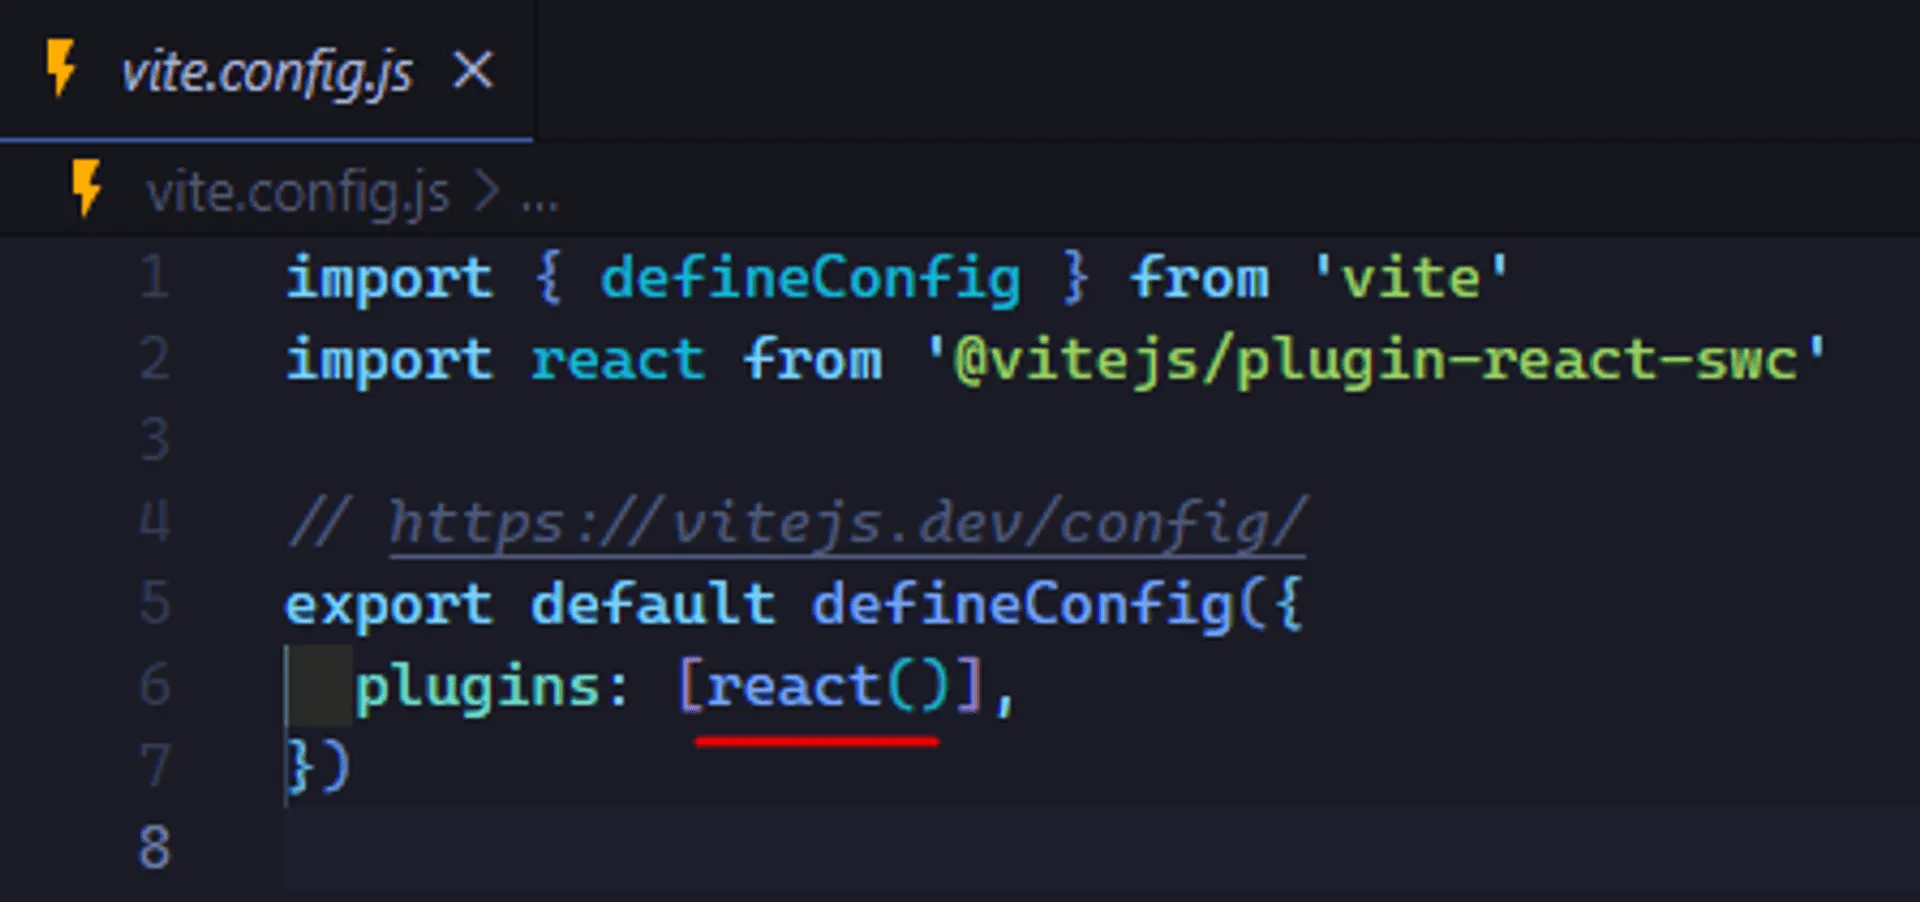 vite.config.js ×
vite.config.js > ...
1 import { defineConfig } from 'vite'
2 import react from '@vitejs/plugin-react-swc'
3
4 // https://vitejs.dev/config/
5 export default defineConfig({
6   plugins: [react()],
7 })
8